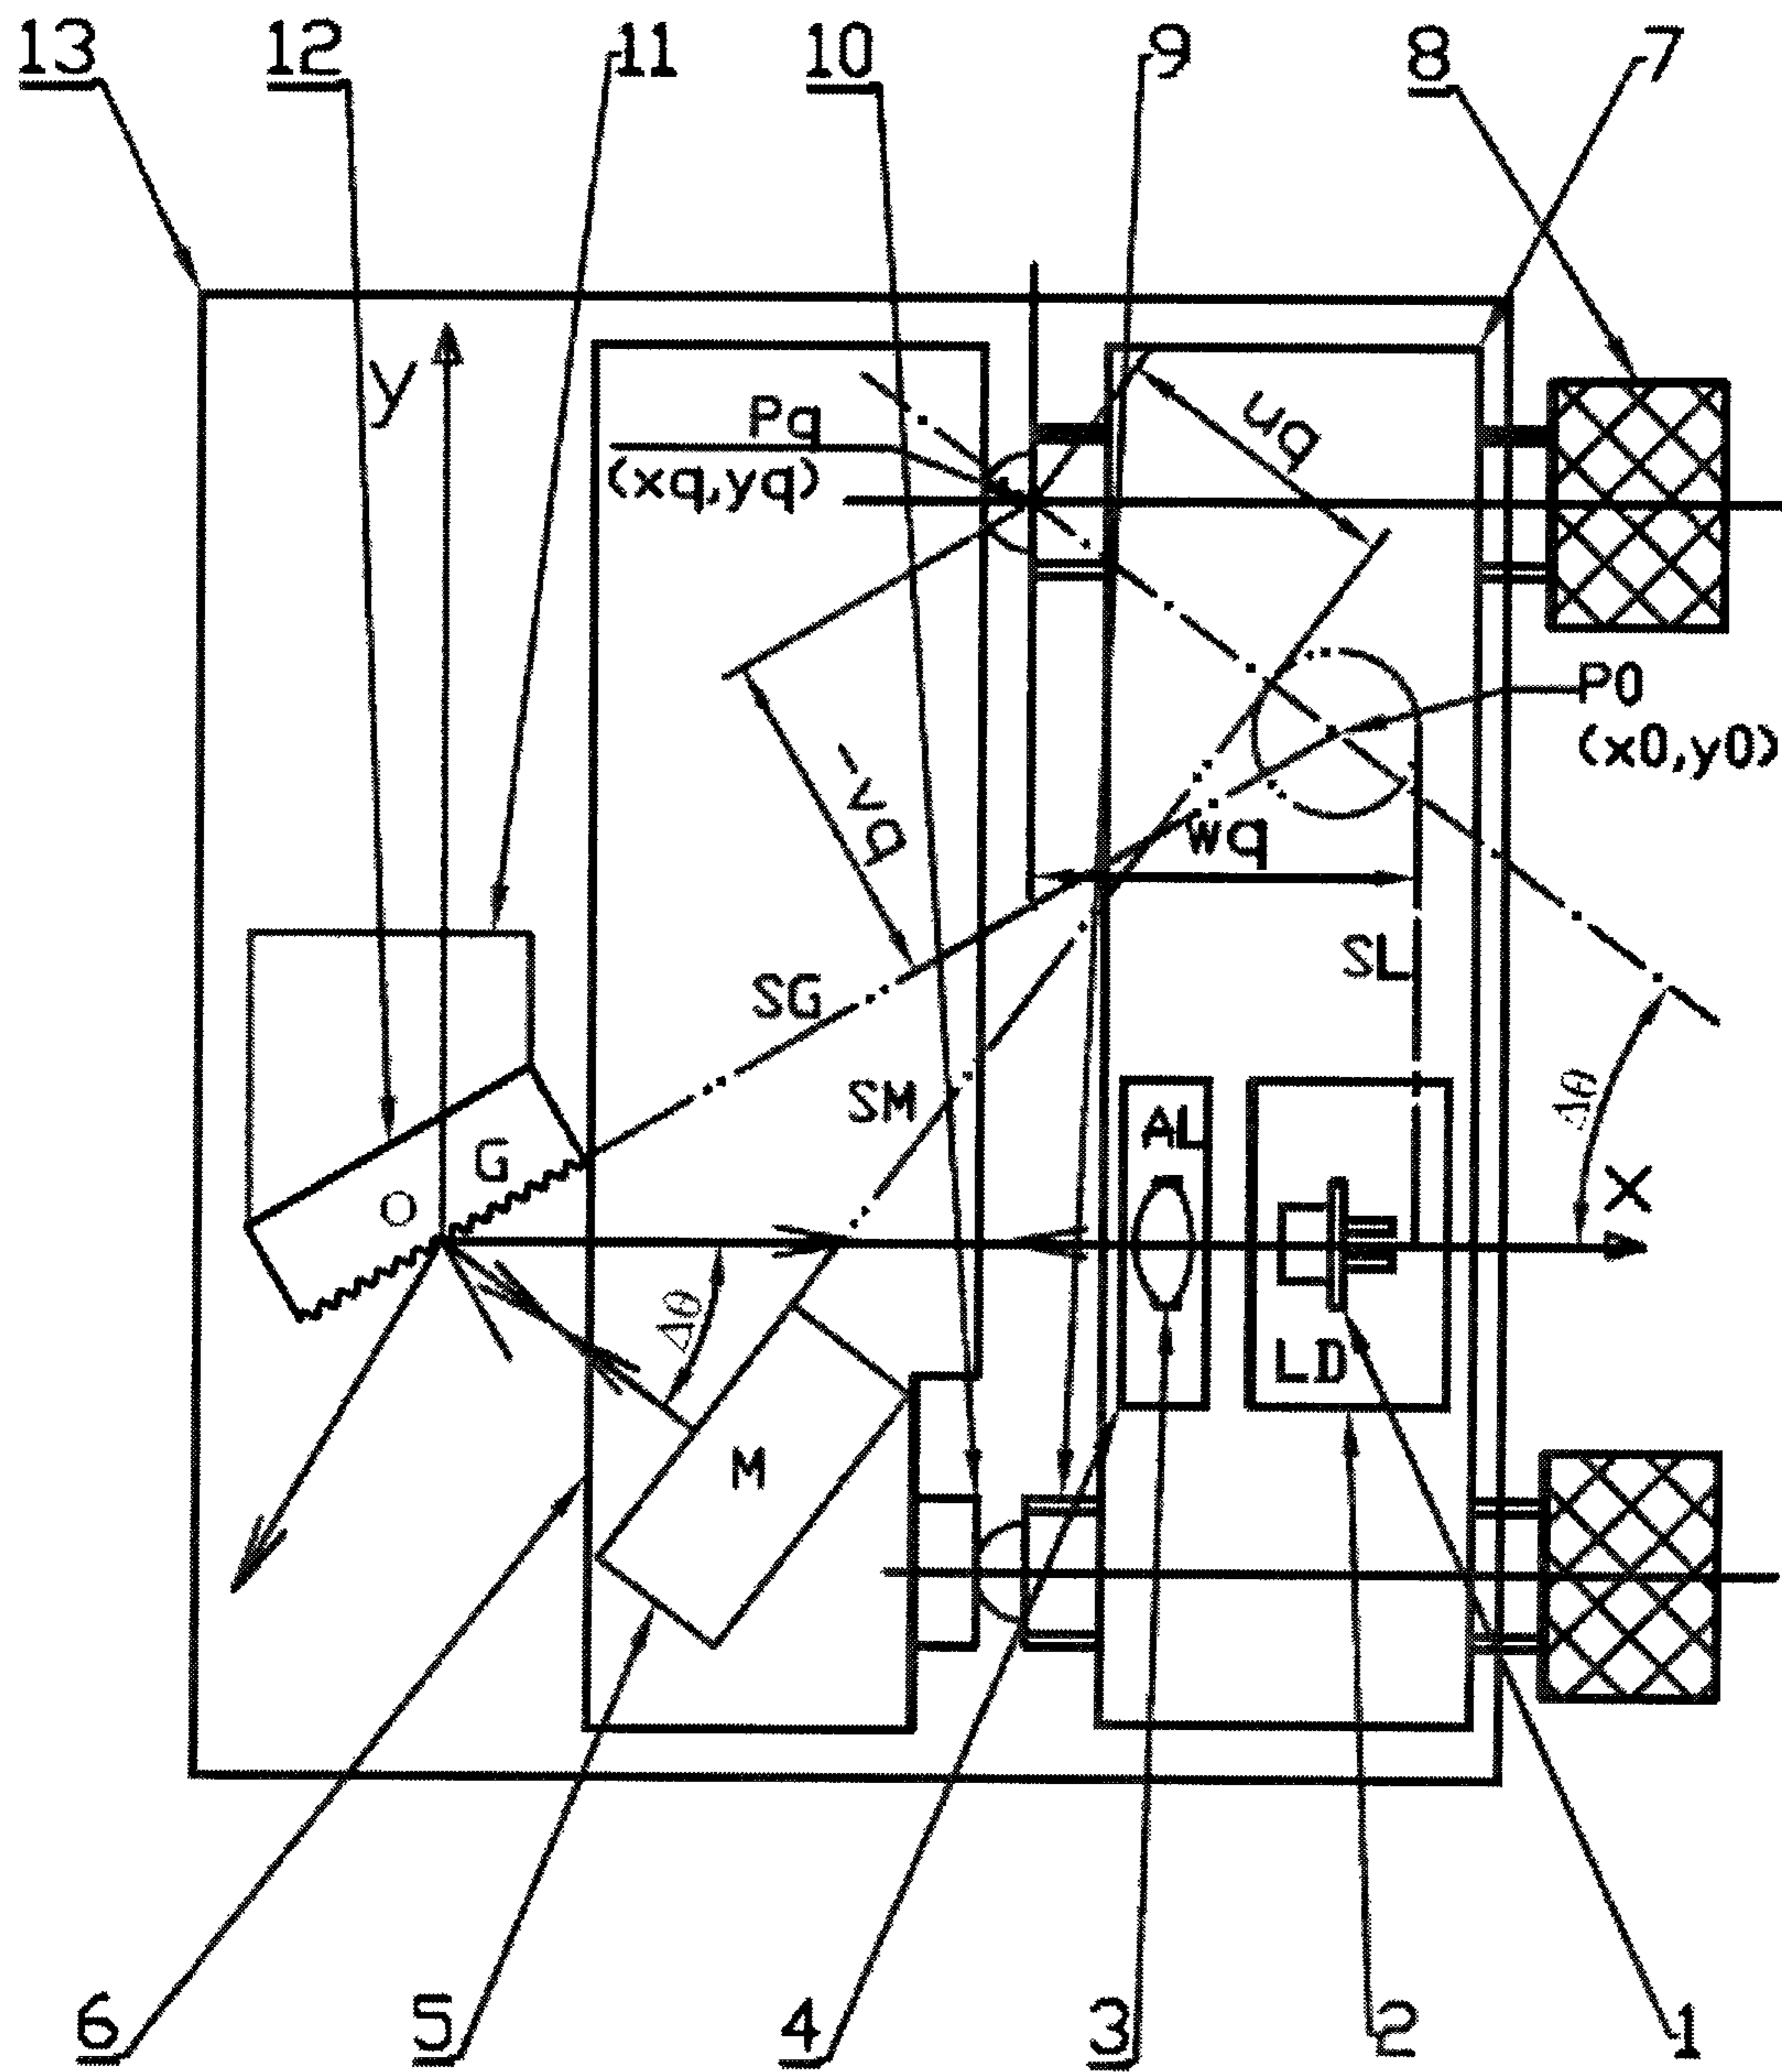 13 12 11 10 9 8 7
y
Pq
(xq,yq)
uq
-vq
P0
(x0,y0)
wq
SG
SL
SM
AL
Δθ
X
G
O
Δθ
LD
M
6 5 4 3 2 1